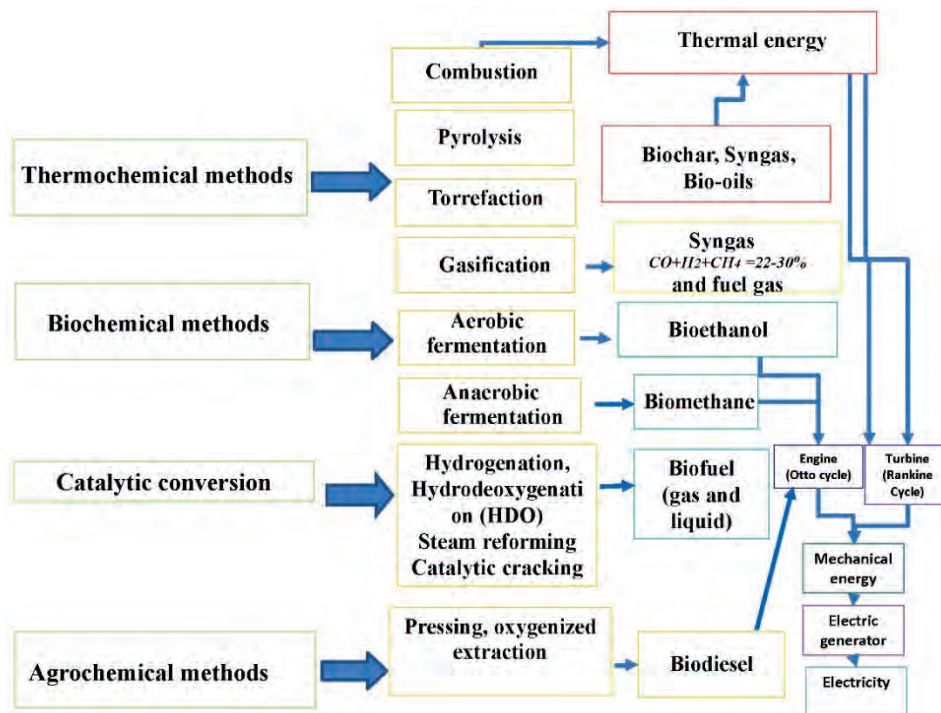 Thermal energy
Combustion
Pyrolysis
Biochar, Syngas,
Bio-oils
Thermochemical methods
Torrefaction
Gasification
Syngas
CO+H2+CH4 =22-30%
and fuel gas
Biochemical methods
Aerobic
fermentation
Bioethanol
Anacrobic
fermentation
Biomethane
Catalytic conversion
Hydrogenation,
Hydrodeoxygenati
on (HDO)
Steam reforming
Catalytic cracking
Biofuel
(gas and
liquid)
Engine
(Otto cycle)
Turbine
(Rankine
Cycle)
Mechanical
energy
Agrochemical methods
Pressing, oxygenized
extraction
Biodiesel
Electric
generator
Electricity